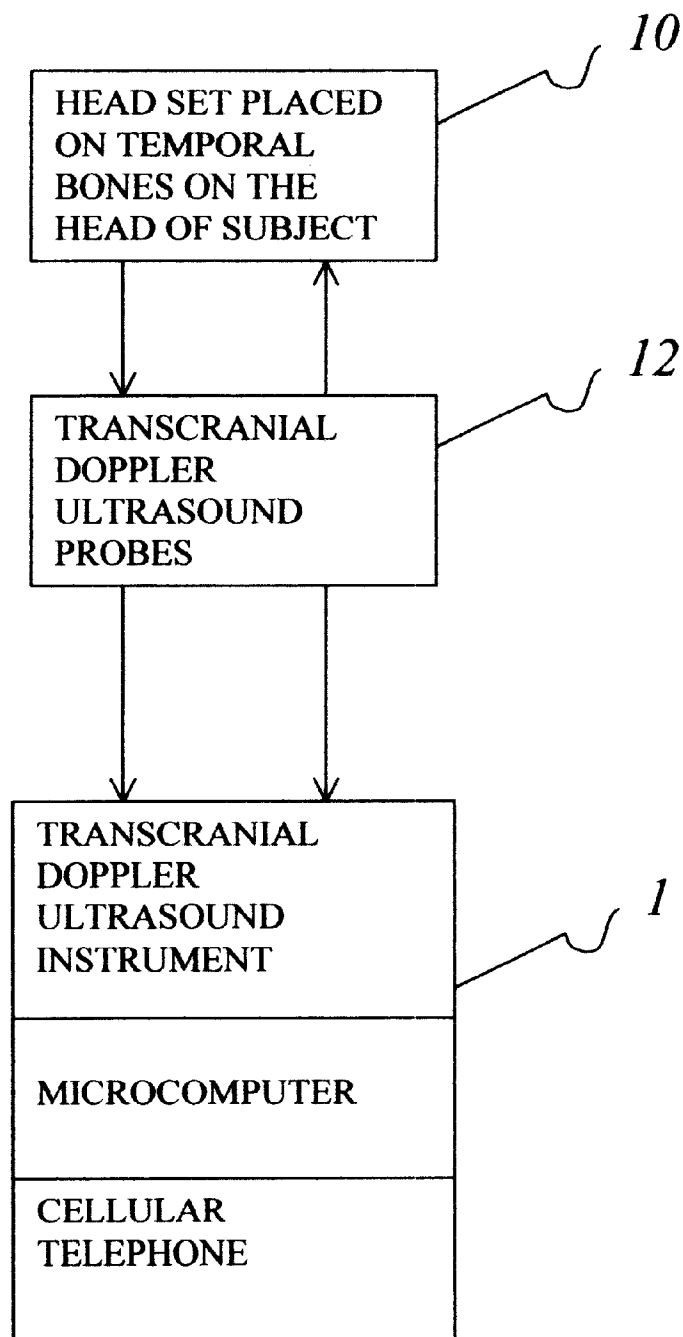 10
HEAD SET PLACED
ON TEMPORAL
BONES ON THE
HEAD OF SUBJECT
12
TRANSCRANIAL
DOPPLER
ULTRASOUND
PROBES
TRANSCRANIAL
DOPPLER
ULTRASOUND
INSTRUMENT
1
MICROCOMPUTER
CELLULAR
TELEPHONE